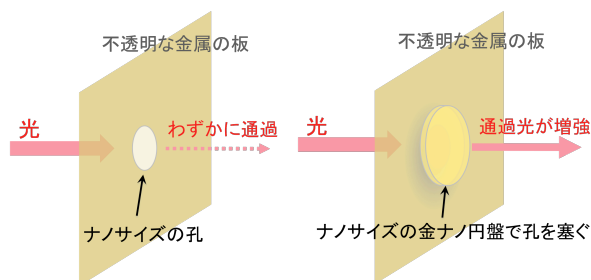 不透明な金属の板
光
わずかに通過
ナノサイズの孔
不透明な金属の板
光
通過光が増強
ナノサイズの金ナノ円盤で孔を塞ぐ